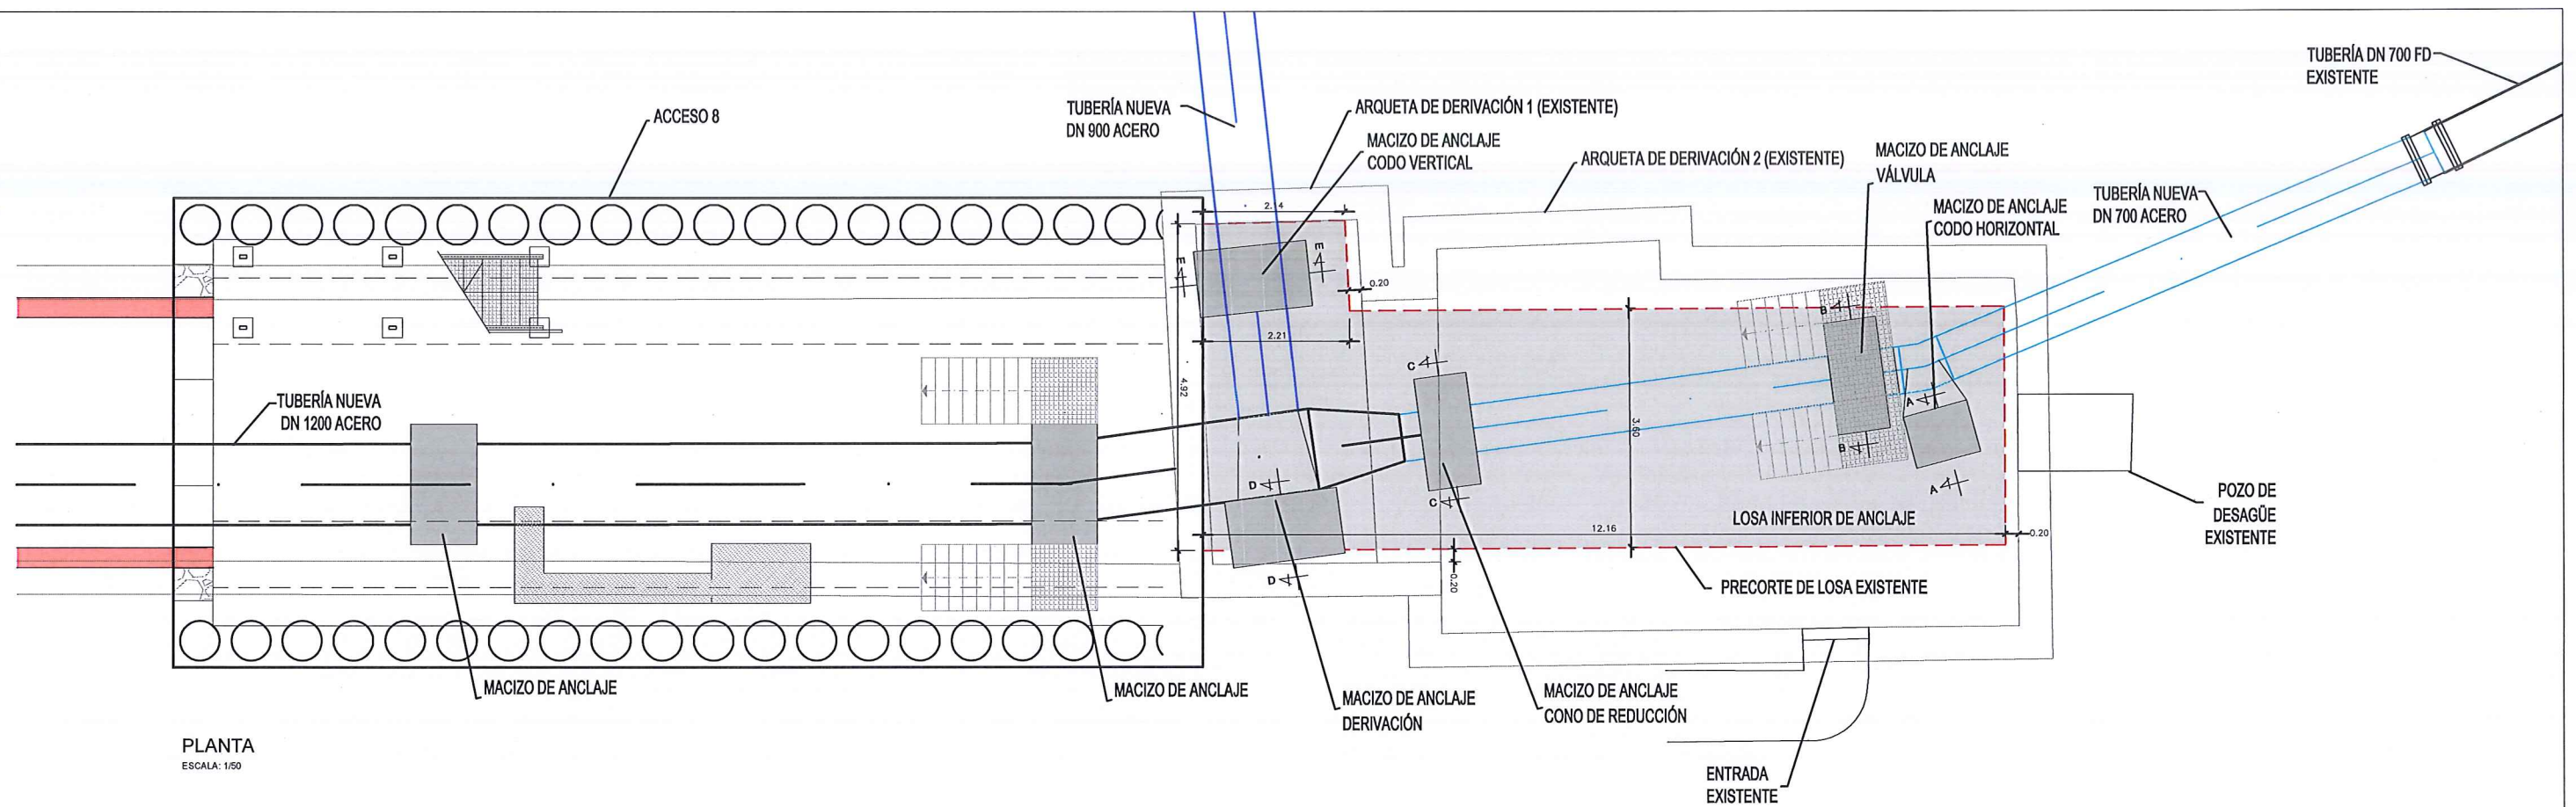 TUBERÍA DN 700 FD
EXISTENTE
ACCESO 8
TUBERÍA NUEVA
DN 900 ACERO
ARQUETA DE DERIVACIÓN 1 (EXISTENTE)
MACIZO DE ANCLAJE
CODO VERTICAL
ARQUETA DE DERIVACIÓN 2 (EXISTENTE)
MACIZO DE ANCLAJE
VÁLVULA
MACIZO DE ANCLAJE
CODO HORIZONTAL
TUBERÍA NUEVA
DN 700 ACERO
2.14
E
E
0.20
2.21
4.92
B
B
C
C
3.60
A
A
D
D
TUBERÍA NUEVA
DN 1200 ACERO
LOSA INFERIOR DE ANCLAJE
12.16
0.20
0.20
POZO DE
DESAGÜE
EXISTENTE
PRECORTE DE LOSA EXISTENTE
MACIZO DE ANCLAJE
MACIZO DE ANCLAJE
MACIZO DE ANCLAJE
DERIVACIÓN
MACIZO DE ANCLAJE
CONO DE REDUCCIÓN
ENTRADA
EXISTENTE
PLANTA
ESCALA: 1/50